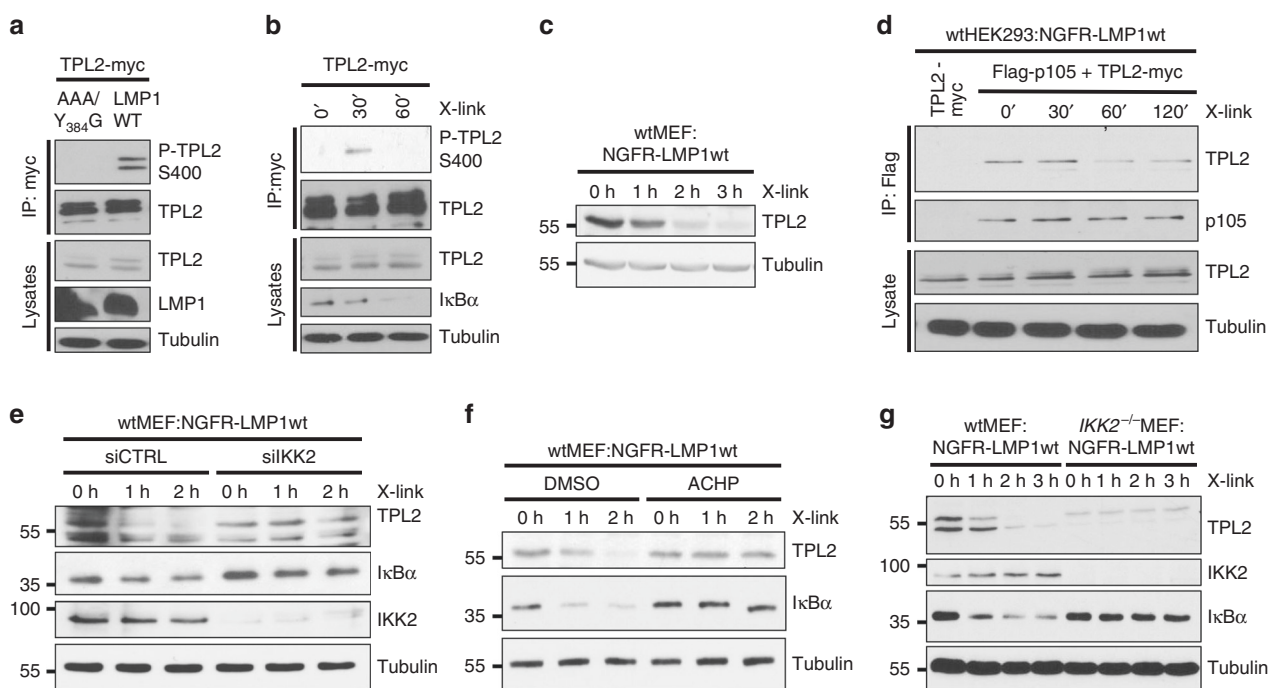 a
TPL2-myc
AAA/ LMP1
Y384G WT
P-TPL2
S400
TPL2
TPL2
LMP1
Tubulin
IP: myc
Lysates
b
TPL2-myc
0′ 30′ 60′ X-link
P-TPL2
S400
TPL2
TPL2
IκBα
Tubulin
IP:myc
Lysates
c
wtMEF:
NGFR-LMP1wt
0 h 1 h 2 h 3 h X-link
55 TPL2
55 Tubulin
d
wtHEK293:NGFR-LMP1wt
TPL2-
myc
Flag-p105 + TPL2-myc
0′ 30′ 60′ 120′ X-link
TPL2
p105
TPL2
Tubulin
IP: Flag
Lysate
e
wtMEF:NGFR-LMP1wt
siCTRL siIKK2
0 h 1 h 2 h 0 h 1 h 2 h X-link
55 TPL2
35 IκBα
100 IKK2
55 Tubulin
f
wtMEF:NGFR-LMP1wt
DMSO ACHP
0 h 1 h 2 h 0 h 1 h 2 h X-link
55 TPL2
35 IκBα
55 Tubulin
g
wtMEF: IKK2−/−MEF:
NGFR-LMP1wt NGFR-LMP1wt
0 h 1 h 2 h 3 h 0 h 1 h 2 h 3 h X-link
55 TPL2
100 IKK2
35 IκBα
55 Tubulin